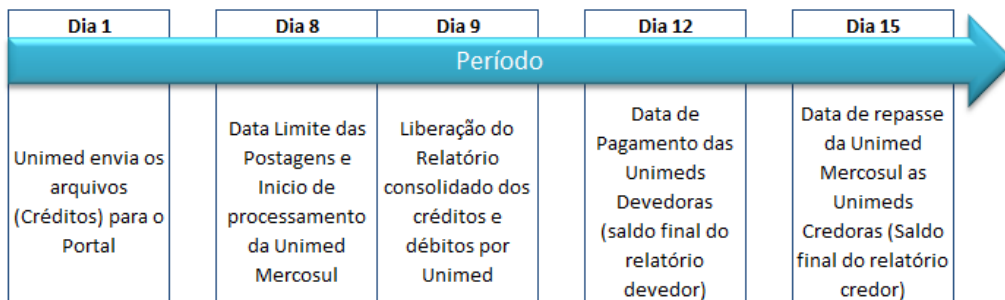 Dia 1
Dia 8
Dia 9
Dia 12
Dia 15
Período
Unimed envia os
arquivos
(Créditos) para o
Portal
Data Limite das
Postagens e
Inicio de
processamento
da Unimed
Mercosul
Liberação do
Relatório
consolidado dos
créditos e
débitos por
Unimed
Data de
Pagamento das
Unimeds
Devedoras
(saldo final do
relatório
devedor)
Data de repasse
da Unimed
Mercosul as
Unimeds
Credoras (Saldo
final do relatório
credor)